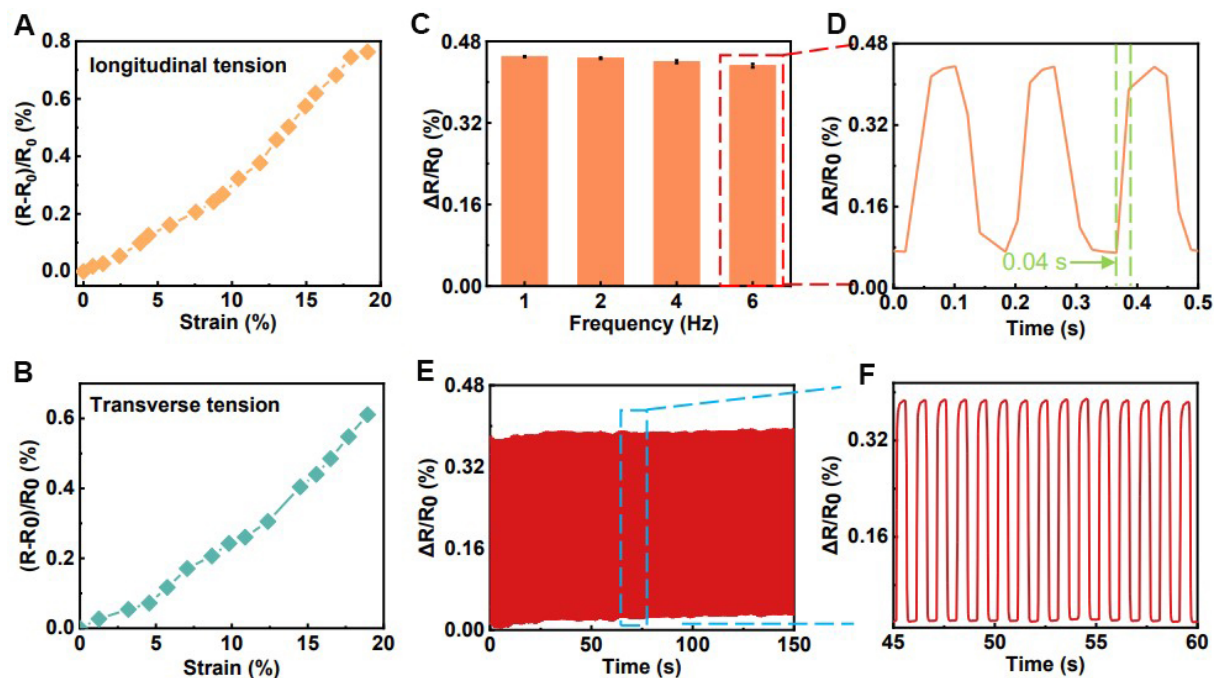 A
longitudinal tension
(R-R₀)/R₀ (%)
0.8
0.6
0.4
0.2
0.0
0 5 10 15 20
Strain (%)
C
ΔR/R₀ (%)
0.48
0.32
0.16
0.00
1 2 4 6
Frequency (Hz)
D
ΔR/R₀ (%)
0.48
0.32
0.16
0.00
0.04 s
0.0 0.1 0.2 0.3 0.4 0.5
Time (s)
B
Transverse tension
(R-R₀)/R₀ (%)
0.6
0.4
0.2
0.0
0 5 10 15 20
Strain (%)
E
ΔR/R₀ (%)
0.48
0.32
0.16
0.00
0 50 100 150
Time (s)
F
ΔR/R₀ (%)
0.32
0.16
45 50 55 60
Time (s)